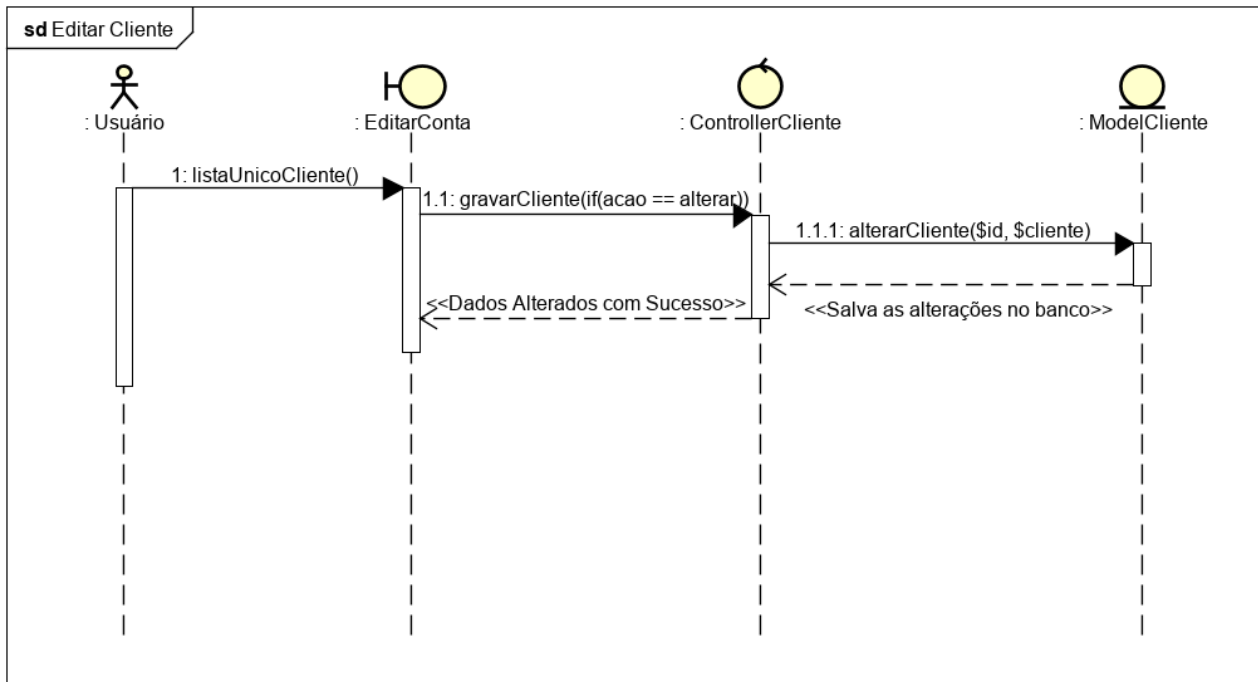 sd Editar Cliente
: Usuário
: EditarConta
: ControllerCliente
: ModelCliente
1: listaUnicoCliente()
1.1: gravarCliente(if(acao == alterar))
1.1.1: alterarCliente($id, $cliente)
<<Dados Alterados com Sucesso>>
<<Salva as alterações no banco>>